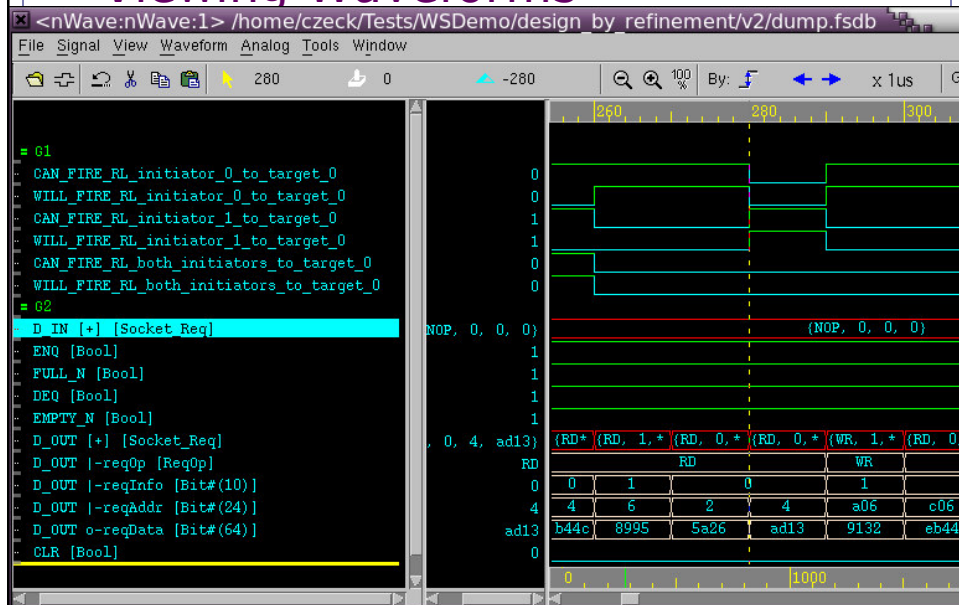 Viewing Waveforms
<nWave:nWave:1> /home/czeck/Tests/WSDemo/design_by_refinement/v2/dump.fsdb
File Signal View Waveform Analog Tools Window
280 0 -280 100 % By: x 1us G
260 280 300
= G1
CAN_FIRE_RL_initiator_0_to_target_0 0
WILL_FIRE_RL_initiator_0_to_target_0 0
CAN_FIRE_RL_initiator_1_to_target_0 1
WILL_FIRE_RL_initiator_1_to_target_0 1
CAN_FIRE_RL_both_initiators_to_target_0 0
WILL_FIRE_RL_both_initiators_to_target_0 0
= G2
D_IN [+] [Socket_Req] NOP, 0, 0, 0} {NOP, 0, 0, 0}
ENQ [Bool] 1
FULL_N [Bool] 1
DEQ [Bool] 1
EMPTY_N [Bool] 1
D_OUT [+] [Socket_Req] , 0, 4, ad13} {RD* {RD, 1,* {RD, 0,* {RD, 0,* {WR, 1,* {RD, 0,
D_OUT |-reqOp [ReqOp] RD RD WR
D_OUT |-reqInfo [Bit#(10)] 0 0 1 0 1
D_OUT |-reqAddr [Bit#(24)] 4 4 6 2 4 a06 c06
D_OUT o-reqData [Bit#(64)] ad13 b44c 8995 5a26 ad13 9132 eb44
CLR [Bool] 0
0 1000